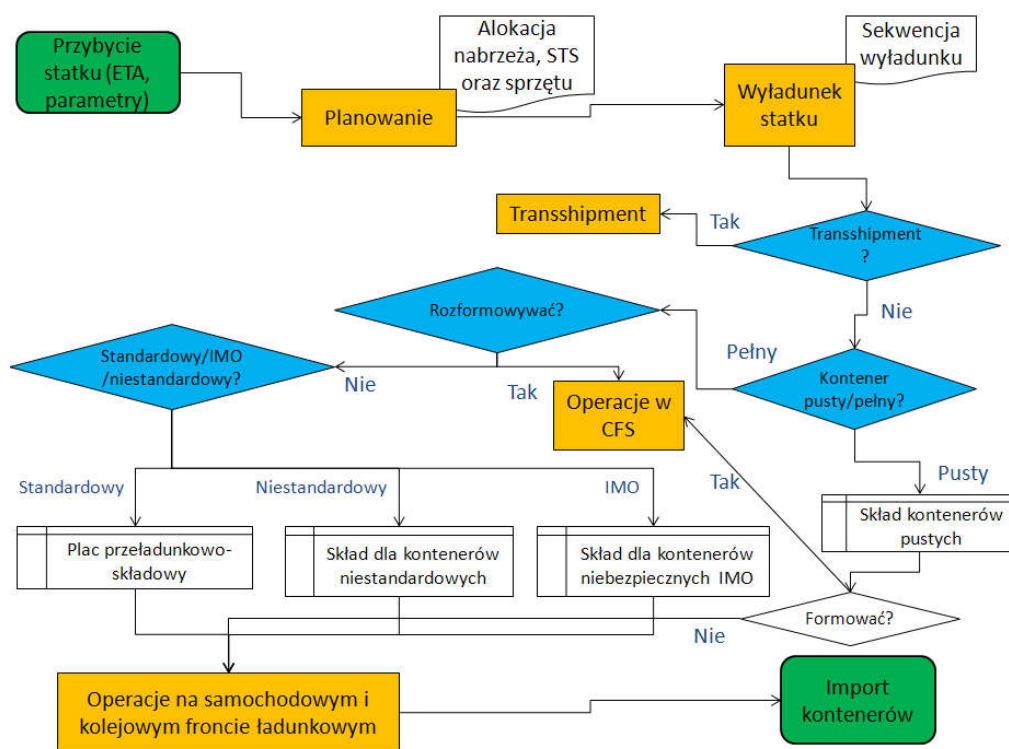 Przybycie
statku (ETA,
parametry)
Alokacja
nabrzeża, STS
oraz sprzętu
Planowanie
Sekwencja
wyładunku
Wyładunek
statku
Transshipment
Tak
Transshipment
?
Nie
Rozformowywać?
Pełny
Kontener
pusty/pełny?
Standardowy/IMO
/niestandardowy?
Nie
Tak
Operacje w
CFS
Tak
Pusty
Standardowy
Niestandardowy
IMO
Skład kontenerów
pustych
Plac przeładunkowo-
składowy
Skład dla kontenerów
niestandardowych
Skład dla kontenerów
niebezpiecznych IMO
Formować?
Nie
Operacje na samochodowym i
kolejowym froncie ładunkowym
Import
kontenerów